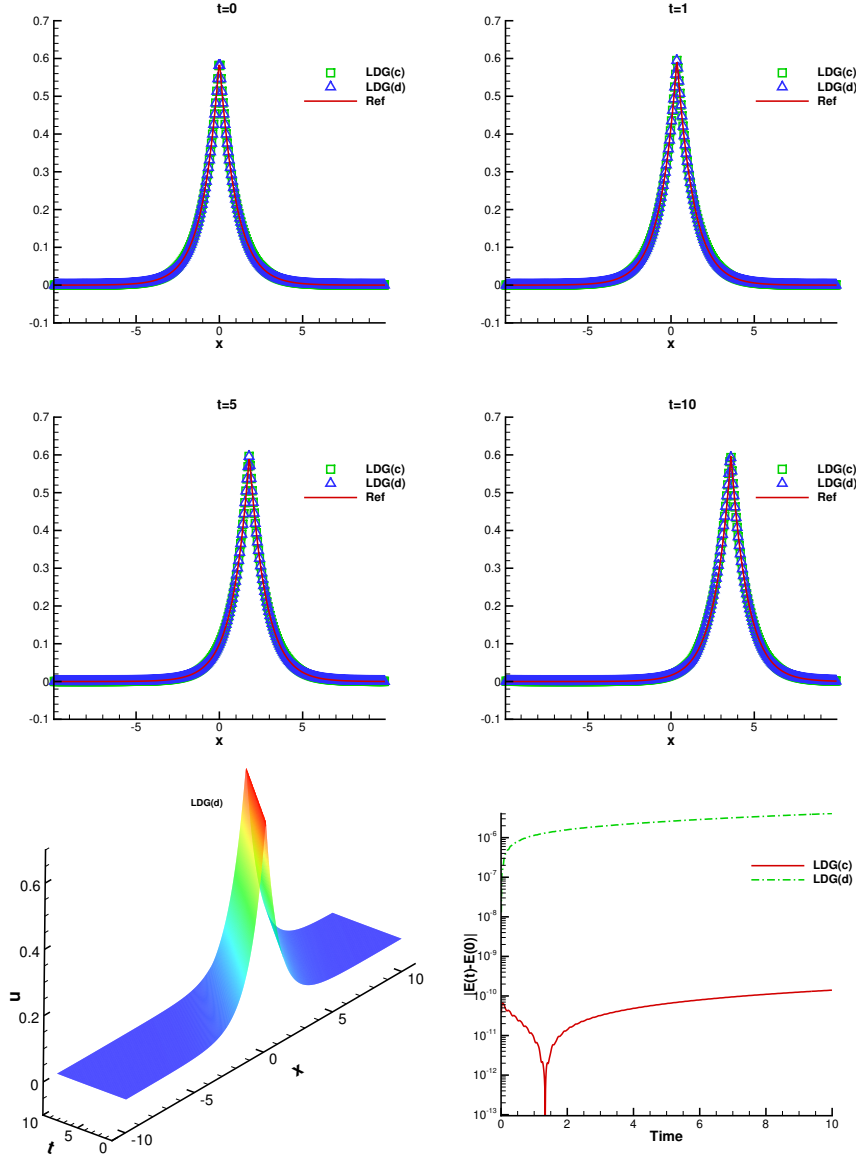 t=0
0.7
0.6
0.5
0.4
0.3
0.2
0.1
0
-0.1
-5
0
5
x
LDG(c)
LDG(d)
Ref
t=1
0.7
0.6
0.5
0.4
0.3
0.2
0.1
0
-0.1
-5
0
5
x
LDG(c)
LDG(d)
Ref
t=5
0.7
0.6
0.5
0.4
0.3
0.2
0.1
0
-0.1
-5
0
5
x
LDG(c)
LDG(d)
Ref
t=10
0.7
0.6
0.5
0.4
0.3
0.2
0.1
0
-0.1
-5
0
5
x
LDG(c)
LDG(d)
Ref
LDG(d)
u
0.6
0.4
0.2
0
10
5
0
t
-10
-5
0
5
10
x
|E(t)-E(0)|
10⁻⁶
10⁻⁷
10⁻⁸
10⁻⁹
10⁻¹⁰
10⁻¹¹
10⁻¹²
10⁻¹³
0
2
4
6
8
10
Time
LDG(c)
LDG(d)